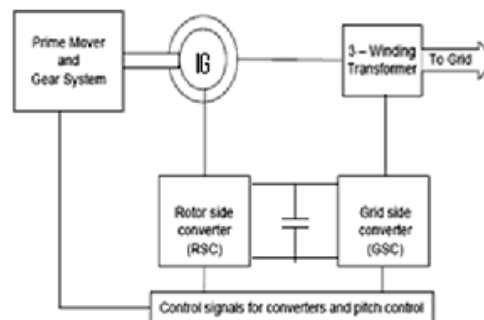 Prime Mover
and
Gear System
IG
3 – Winding
Transformer
To Grid
Rotor side
converter
(RSC)
Grid side
converter
(GSC)
Control signals for converters and pitch control